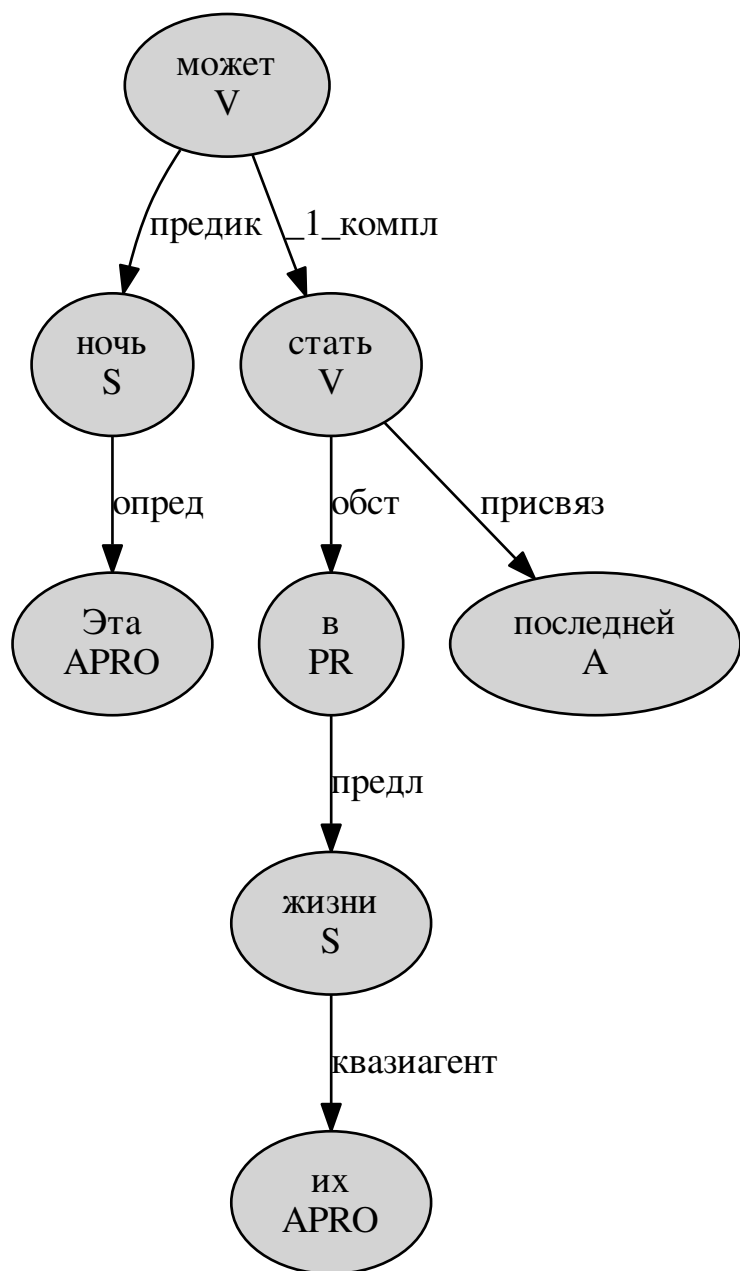 может
V
предик
_1_компл
ночь
S
стать
V
опред
обст
присвяз
Эта
APRO
в
PR
последней
A
предл
жизни
S
квазиагент
их
APRO